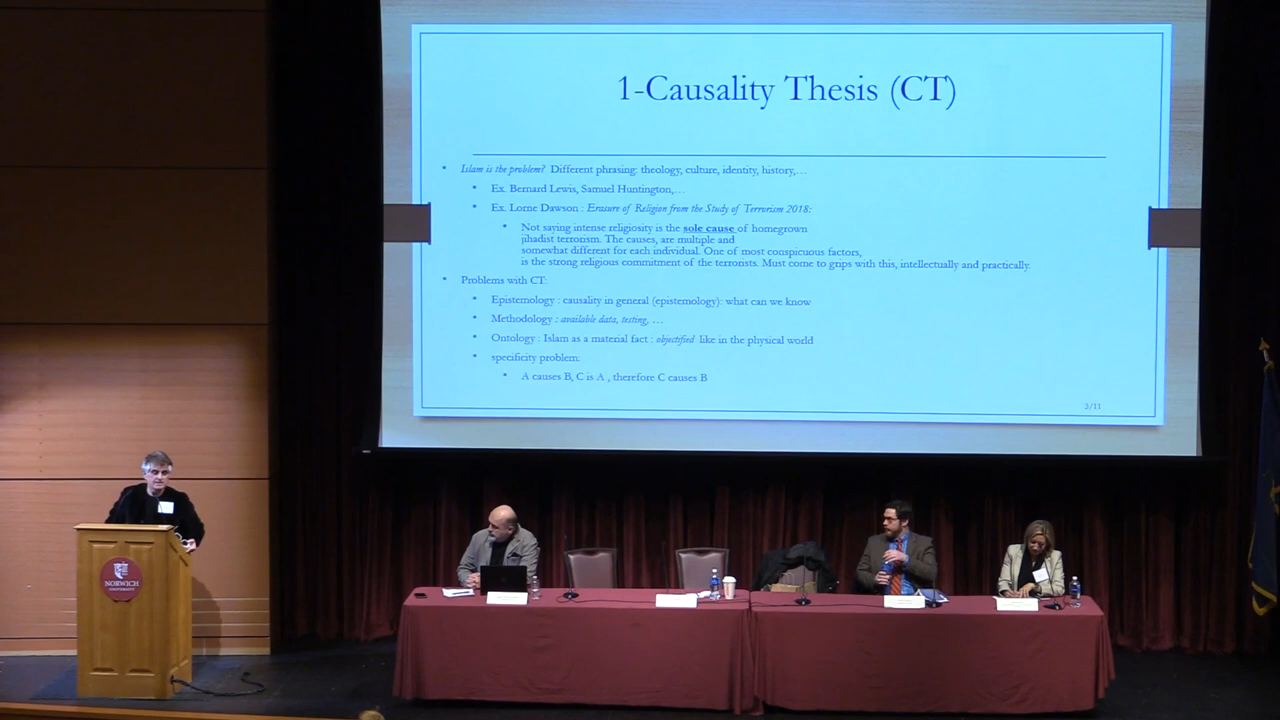 1-Causality Thesis (CT)
• Islam is the problem? Different phrasing: theology, culture, identity, history,…
• Ex. Bernard Lewis, Samuel Huntington,…
• Ex. Lorne Dawson : Erasure of Religion from the Study of Terrorism 2018:
• Not saying intense religiosity is the sole cause of homegrown
jihadist terrorism. The causes, are multiple and
somewhat different for each individual. One of most conspicuous factors,
is the strong religious commitment of the terrorists. Must come to grips with this, intellectually and practically.
• Problems with CT:
• Epistemology : causality in general (epistemology): what can we know
• Methodology : available data, testing, …
• Ontology : Islam as a material fact : objectified like in the physical world
• specificity problem:
• A causes B, C is A , therefore C causes B
3/11
NORWICH
UNIVERSITY